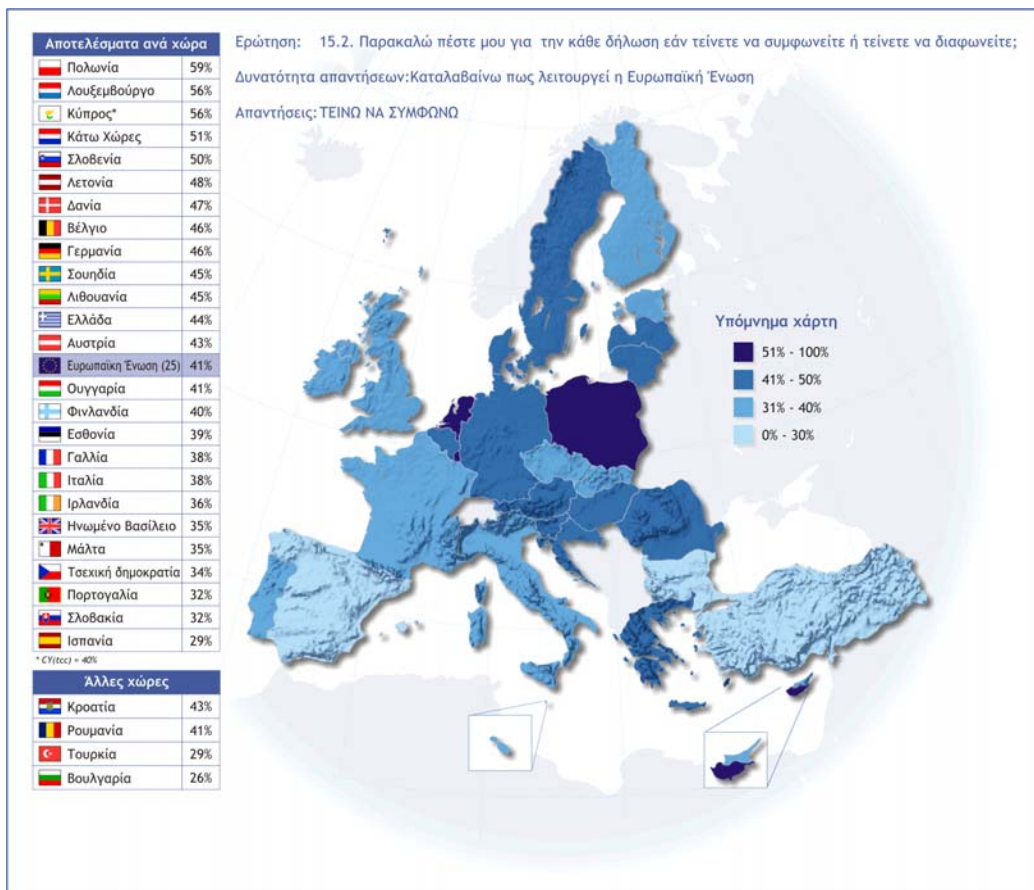 Αποτελέσματα ανά χώρα
Πολωνία 59%
Λουξεμβούργο 56%
Κύπρος* 56%
Κάτω Χώρες 51%
Σλοβενία 50%
Λετονία 48%
Δανία 47%
Βέλγιο 46%
Γερμανία 46%
Σουηδία 45%
Λιθουανία 45%
Ελλάδα 44%
Αυστρία 43%
Ευρωπαϊκη Ένωση (25) 41%
Ουγγαρία 41%
Φινλανδία 40%
Εσθονία 39%
Γαλλία 38%
Ιταλία 38%
Ιρλανδία 36%
Ηνωμένο Βασίλειο 35%
Μάλτα 35%
Τσεχική δημοκρατία 34%
Πορτογαλία 32%
Σλοβακία 32%
Ισπανία 29%
* CY(tcc) = 40%
Άλλες χώρες
Κροατία 43%
Ρουμανία 41%
Τουρκία 29%
Βουλγαρία 26%
Ερώτηση: 15.2. Παρακαλώ πέστε μου για την κάθε δήλωση εάν τείνετε να συμφωνείτε ή τείνετε να διαφωνείτε;
Δυνατότητα απαντήσεων:Καταλαβαίνω πως λειτουργεί η Ευρωπαϊκή Ένωση
Απαντήσεις: ΤΕΙΝΩ ΝΑ ΣΥΜΦΩΝΩ
Υπόμνημα χάρτη
51% - 100%
41% - 50%
31% - 40%
0% - 30%